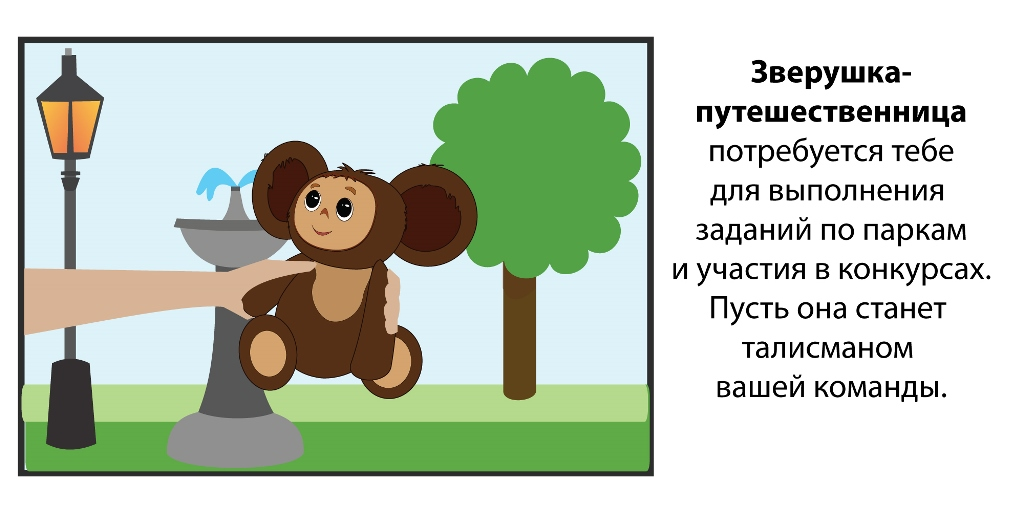 Зверушка-
путешественница
потребуется тебе
для выполнения
заданий по паркам
и участия в конкурсах.
Пусть она станет
талисманом
вашей команды.